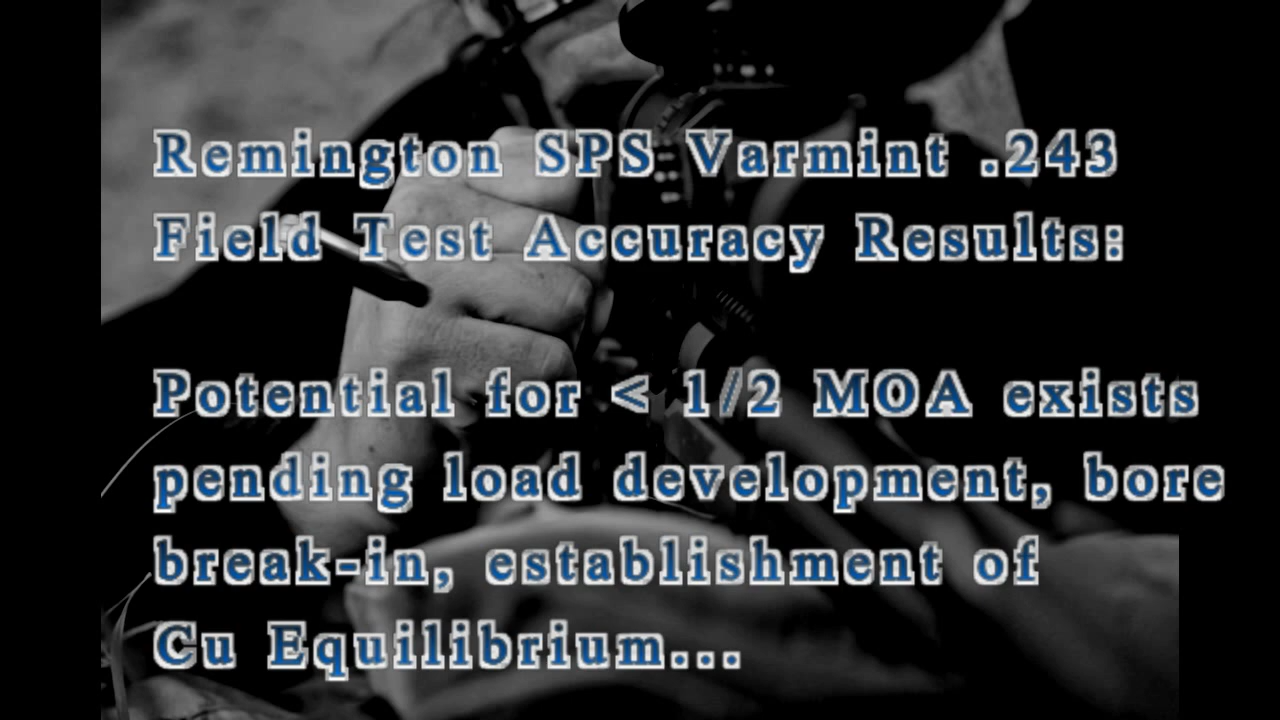 Remington SPS Varmint .243
Field Test Accuracy Results:
Potential for < 1/2 MOA exists
pending load development, bore
break-in, establishment of
Cu Equilibrium...